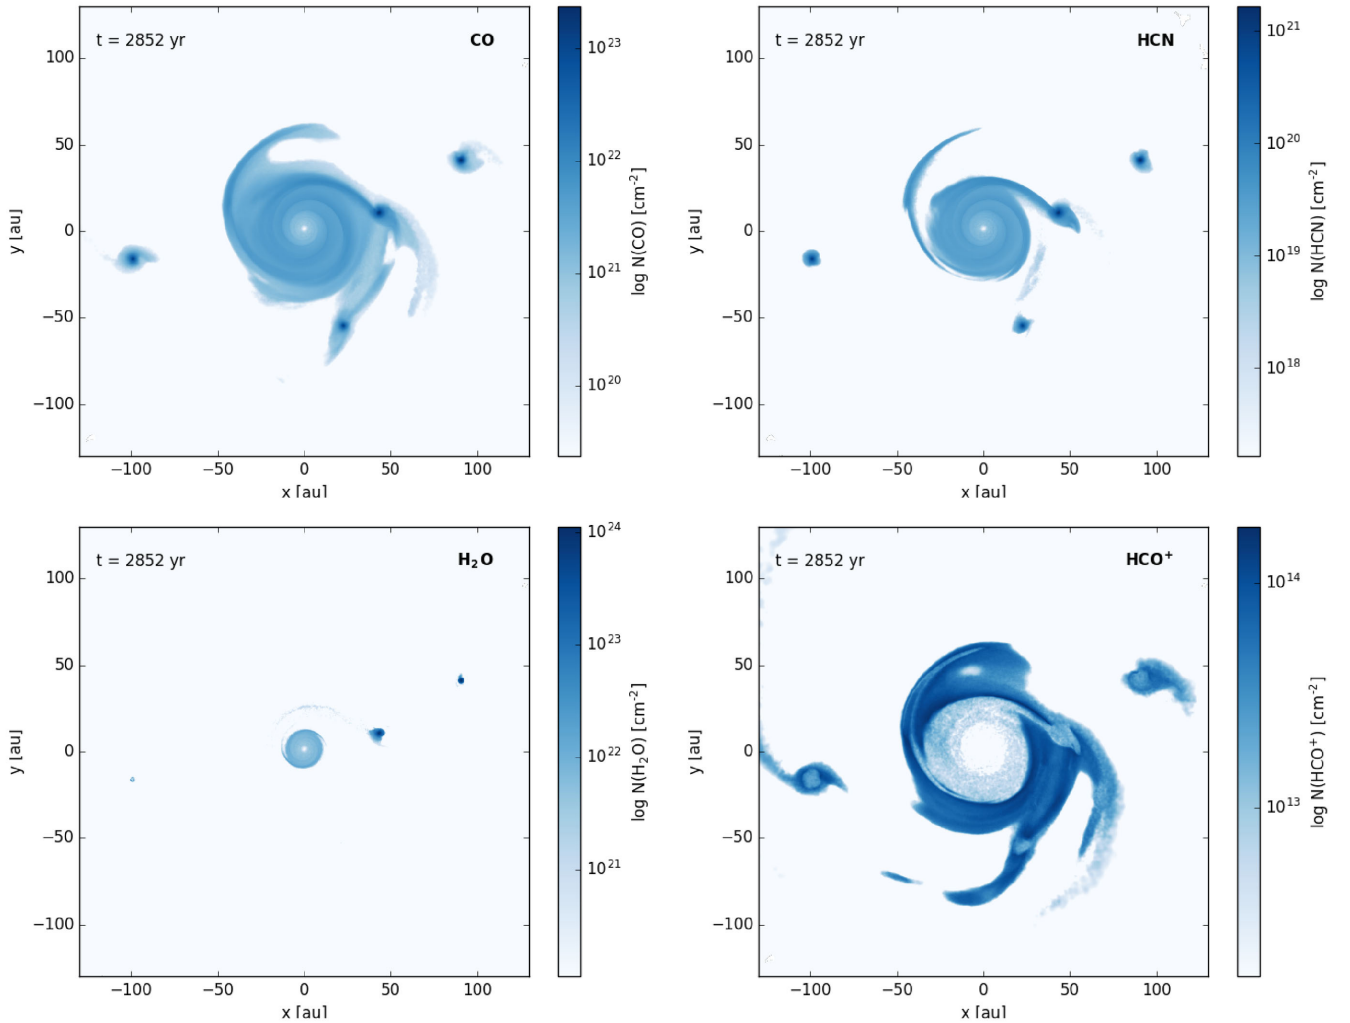 t = 2852 yr CO
100
50
0
−50
−100
−100 −50 0 50 100
x [au]
y [au]
10^23
10^22
10^21
10^20
log N(CO) [cm^-2]
t = 2852 yr HCN
100
50
0
−50
−100
−100 −50 0 50 100
x [au]
y [au]
10^21
10^20
10^19
10^18
log N(HCN) [cm^-2]
t = 2852 yr H₂O
100
50
0
−50
−100
−100 −50 0 50 100
x [au]
y [au]
10^24
10^23
10^22
10^21
log N(H₂O) [cm^-2]
t = 2852 yr HCO⁺
100
50
0
−50
−100
−100 −50 0 50 100
x [au]
y [au]
10^14
10^13
log N(HCO⁺) [cm^-2]